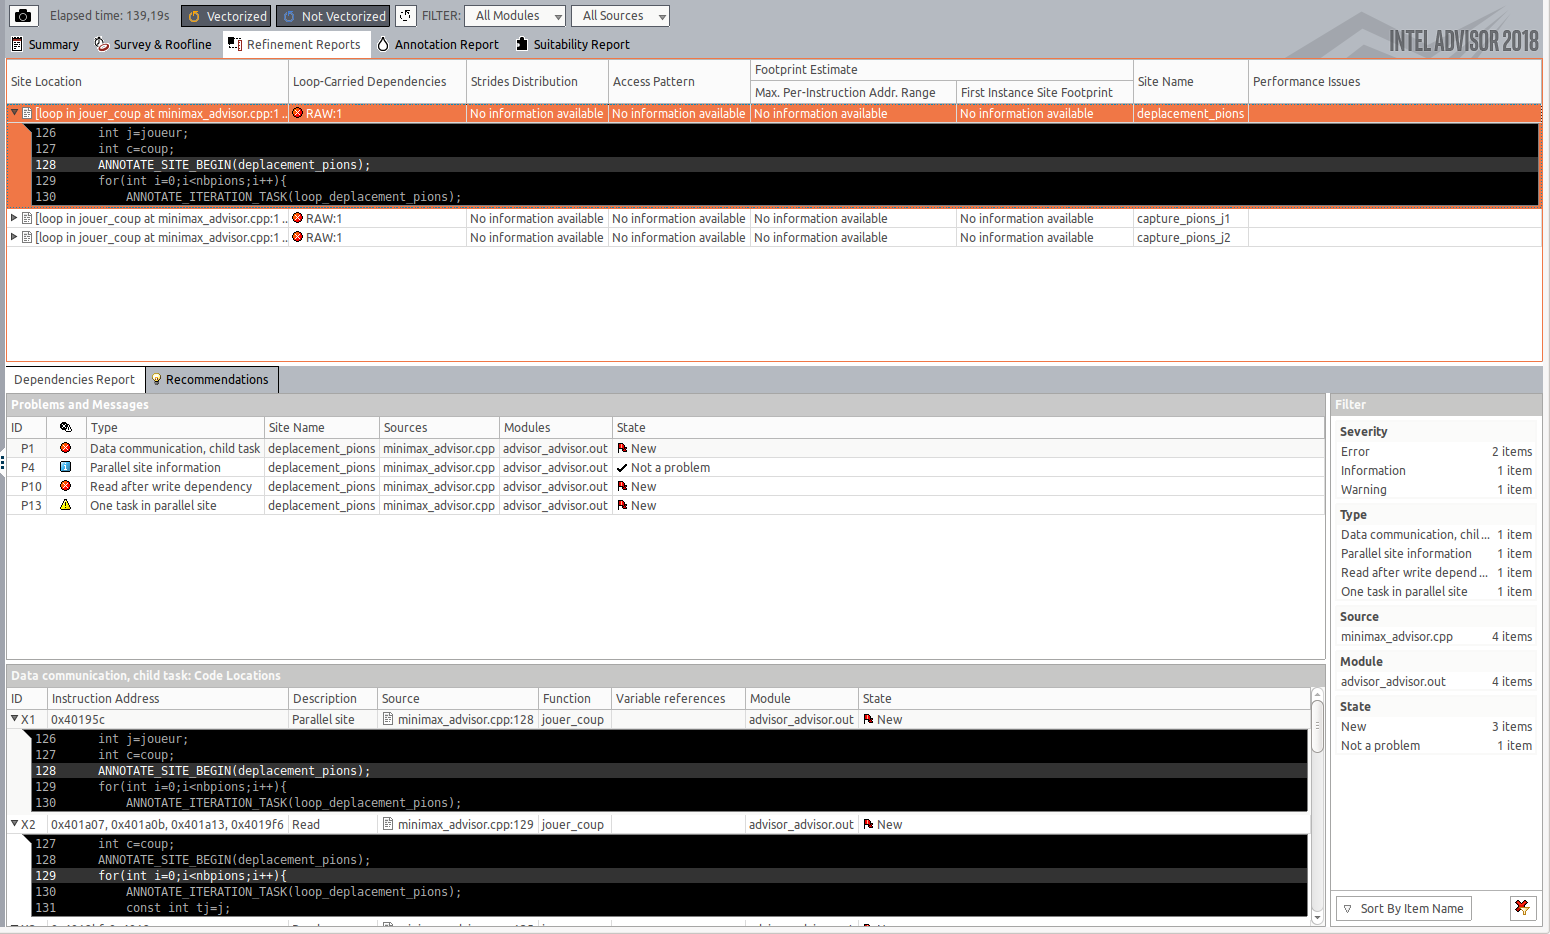 Elapsed time: 139,19s Vectorized Not Vectorized FILTER: All Modules All Sources
Summary Survey & Roofline Refinement Reports Annotation Report Suitability Report INTEL ADVISOR 2018
Site Location Loop-Carried Dependencies Strides Distribution Access Pattern Footprint Estimate Site Name Performance Issues
Max. Per-Instruction Addr. Range First Instance Site Footprint
[loop in jouer_coup at minimax_advisor.cpp:1 .. RAW:1 No information available No information available No information available No information available deplacement_pions
126 int j=joueur;
127 int c=coup;
128 ANNOTATE_SITE_BEGIN(deplacement_pions);
129 for(int i=0;i<nbpions;i++){
130 ANNOTATE_ITERATION_TASK(loop_deplacement_pions);
[loop in jouer_coup at minimax_advisor.cpp:1 .. RAW:1 No information available No information available No information available No information available capture_pions_j1
[loop in jouer_coup at minimax_advisor.cpp:1 .. RAW:1 No information available No information available No information available No information available capture_pions_j2
Dependencies Report Recommendations
Problems and Messages
ID Type Site Name Sources Modules State
P1 Data communication, child task deplacement_pions minimax_advisor.cpp advisor_advisor.out New
P4 Parallel site information deplacement_pions minimax_advisor.cpp advisor_advisor.out Not a problem
P10 Read after write dependency deplacement_pions minimax_advisor.cpp advisor_advisor.out New
P13 One task in parallel site deplacement_pions minimax_advisor.cpp advisor_advisor.out New
Filter
Severity
Error 2 items
Information 1 item
Warning 1 item
Type
Data communication, chil... 1 item
Parallel site information 1 item
Read after write depend ... 1 item
One task in parallel site 1 item
Source
minimax_advisor.cpp 4 items
Module
advisor_advisor.out 4 items
State
New 3 items
Not a problem 1 item
Sort By Item Name
Data communication, child task: Code Locations
ID Instruction Address Description Source Function Variable references Module State
X1 0x40195c Parallel site minimax_advisor.cpp:128 jouer_coup advisor_advisor.out New
126 int j=joueur;
127 int c=coup;
128 ANNOTATE_SITE_BEGIN(deplacement_pions);
129 for(int i=0;i<nbpions;i++){
130 ANNOTATE_ITERATION_TASK(loop_deplacement_pions);
X2 0x401a07, 0x401a0b, 0x401a13, 0x4019f6 Read minimax_advisor.cpp:129 jouer_coup advisor_advisor.out New
127 int c=coup;
128 ANNOTATE_SITE_BEGIN(deplacement_pions);
129 for(int i=0;i<nbpions;i++){
130 ANNOTATE_ITERATION_TASK(loop_deplacement_pions);
131 const int tj=j;